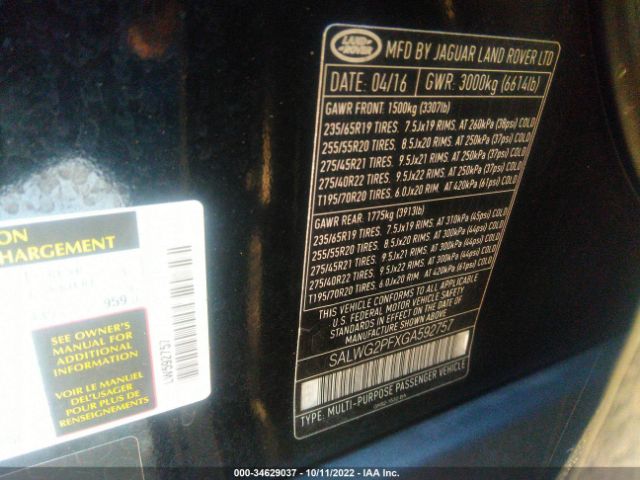 LAND ROVER
MFD BY JAGUAR LAND ROVER LTD
DATE: 04/16 GWR: 3000kg (6614lb)
GAWR FRONT: 1500kg (3307lb)
235/65R19 TIRES, 7.5Jx19 RIMS, AT 260kPa (38psi) COLD
255/55R20 TIRES, 8.5Jx20 RIMS, AT 250kPa (37psi) COLD
275/45R21 TIRES, 9.5Jx21 RIMS, AT 250kPa (37psi) COLD
275/40R22 TIRES, 9.5Jx22 RIMS, AT 250kPa (37psi) COLD
T195/70R20 TIRES, 6.0Jx20 RIM, AT 420kPa (61psi) COLD
GAWR REAR: 1775kg (3913lb)
235/65R19 TIRES, 7.5Jx19 RIMS, AT 310kPa (45psi) COLD
255/55R20 TIRES, 8.5Jx20 RIMS, AT 300kPa (44psi) COLD
275/45R21 TIRES, 9.5Jx21 RIMS, AT 300kPa (44psi) COLD
275/40R22 TIRES, 9.5Jx22 RIMS, AT 300kPa (44psi) COLD
T195/70R20 TIRES, 6.0Jx20 RIM, AT 420kPa (61psi) COLD
THIS VEHICLE CONFORMS TO ALL APPLICABLE
U.S. FEDERAL MOTOR VEHICLE SAFETY
STANDARDS IN EFFECT ON THE DATE OF
MANUFACTURE SHOWN ABOVE.
SALWG2PFXGA592757
TYPE: MULTI-PURPOSE PASSENGER VEHICLE
ON
HARGEMENT
959
SEE OWNER'S
MANUAL FOR
ADDITIONAL
INFORMATION
VOIR LE MANUEL
DEL'USAGER
POUR PLUS DE
RENSEIGNEMENTS
LW592757
000-34629037 - 10/11/2022 - IAA Inc.